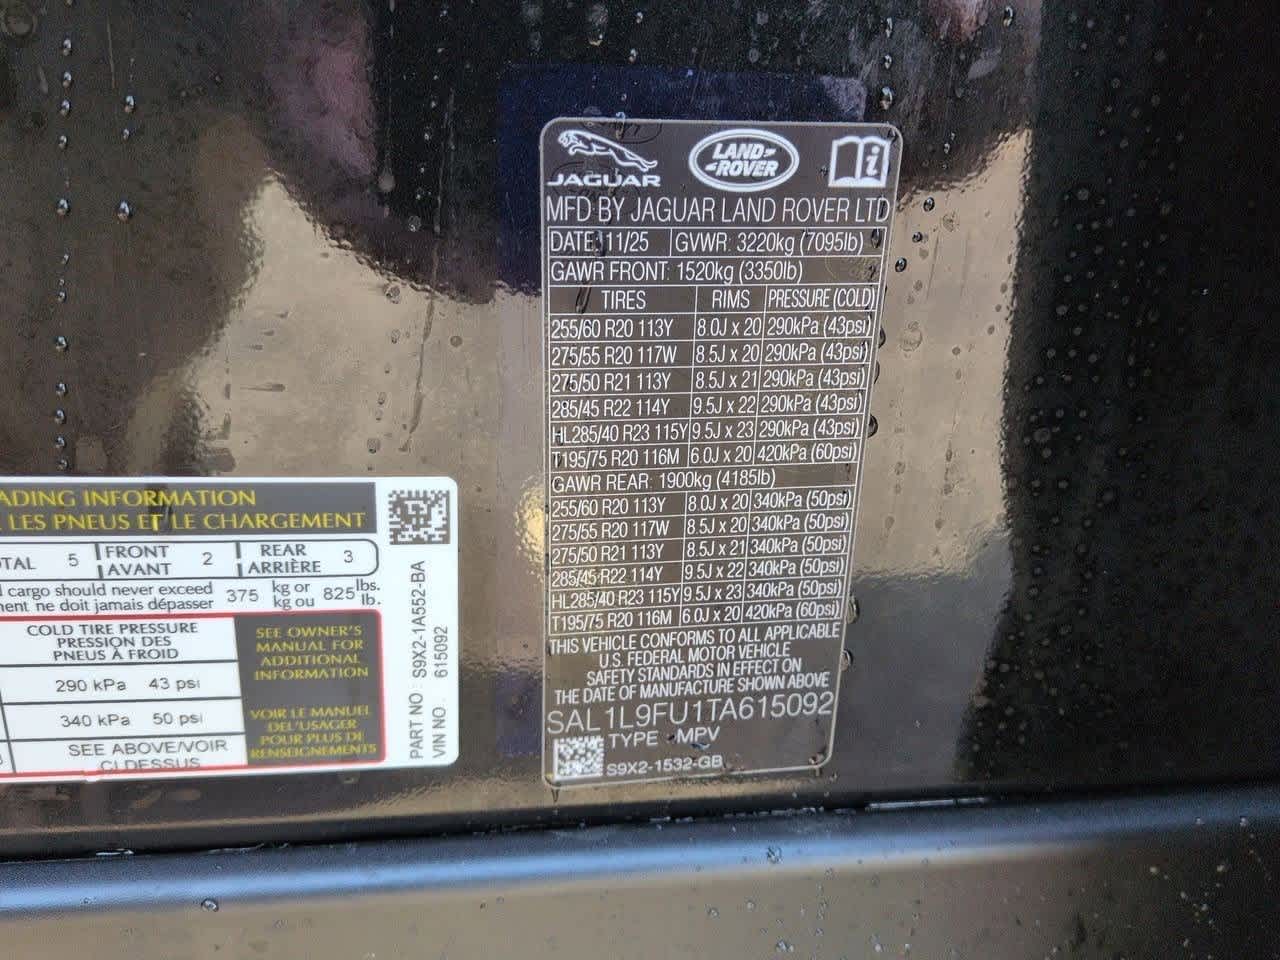 ADING INFORMATION
LES PNEUS ET LE CHARGEMENT
OTAL 5 FRONT AVANT 2 REAR ARRIÈRE 3
cargo should never exceed 375 kg or 825 lbs.
ment ne doit jamais dépasser kg ou lb.
COLD TIRE PRESSURE
PRESSION DES
PNEUS À FROID
290 kPa 43 psi
340 kPa 50 psi
SEE ABOVE/VOIR
CI DESSUS
SEE OWNER'S
MANUAL FOR
ADDITIONAL
INFORMATION
VOIR LE MANUEL
DE L'USAGER
POUR PLUS DE
RENSEIGNEMENTS
PART NO: S9X2-1A552-BA
VIN NO. 615092
JAGUAR
LAND-
-ROVER
MFD BY JAGUAR LAND ROVER LTD
DATE: 11/25 GVWR: 3220kg (7095lb)
GAWR FRONT: 1520kg (3350lb)
TIRES RIMS PRESSURE (COLD)
255/60 R20 113Y 8.0J x 20 290kPa (43psi)
275/55 R20 117W 8.5J x 20 290kPa (43psi)
275/50 R21 113Y 8.5J x 21 290kPa (43psi)
285/45 R22 114Y 9.5J x 22 290kPa (43psi)
HL285/40 R23 115Y 9.5J x 23 290kPa (43psi)
T195/75 R20 116M 6.0J x 20 420kPa (60psi)
GAWR REAR: 1900kg (4185lb)
255/60 R20 113Y 8.0J x 20 340kPa (50psi)
275/55 R20 117W 8.5J x 20 340kPa (50psi)
275/50 R21 113Y 8.5J x 21 340kPa (50psi)
285/45 R22 114Y 9.5J x 22 340kPa (50psi)
HL285/40 R23 115Y 9.5J x 23 340kPa (50psi)
T195/75 R20 116M 6.0J x 20 420kPa (60psi)
THIS VEHICLE CONFORMS TO ALL APPLICABLE
U.S. FEDERAL MOTOR VEHICLE
SAFETY STANDARDS IN EFFECT ON
THE DATE OF MANUFACTURE SHOWN ABOVE
SAL1L9FU1TA615092
TYPE MPV
S9X2-1532-GB